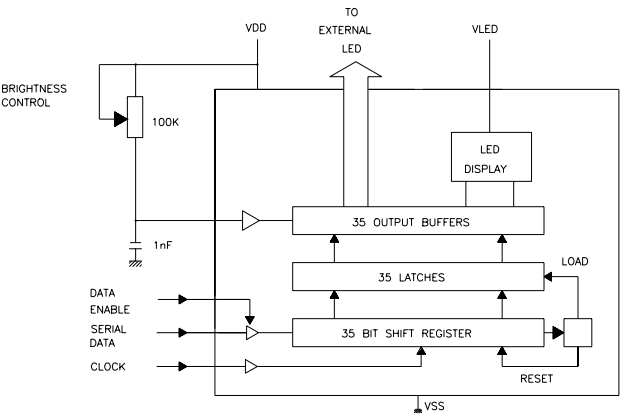 TO
EXTERNAL
LED
VDD
VLED
BRIGHTNESS
CONTROL
100K
LED
DISPLAY
35 OUTPUT BUFFERS
1nF
LOAD
35 LATCHES
DATA
ENABLE
SERIAL
DATA
35 BIT SHIFT REGISTER
CLOCK
RESET
VSS